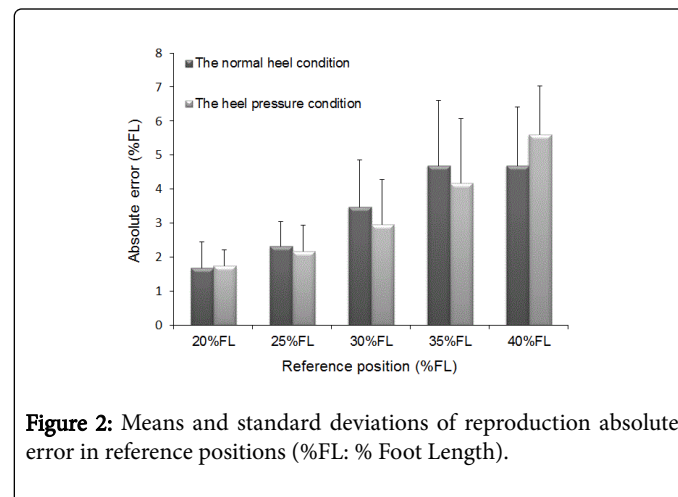 8
7
6
5
4
3
2
1
0
Absolute error (%FL)
The normal heel condition
The heel pressure condition
20%FL 25%FL 30%FL 35%FL 40%FL
Reference position (%FL)
Figure 2: Means and standard deviations of reproduction absolute
error in reference positions (%FL: % Foot Length).